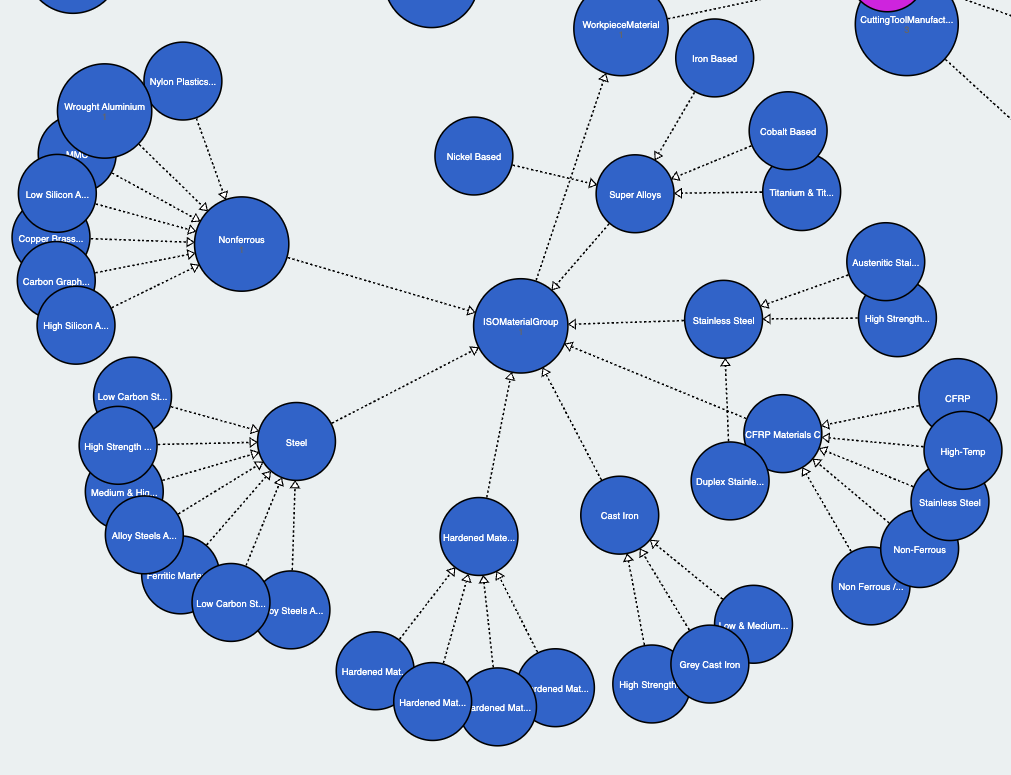 WorkpieceMaterial
CuttingToolManufact...
Iron Based
Nylon Plastics...
Wrought Aluminium
Cobalt Based
MMC
Nickel Based
Low Silicon A...
Super Alloys
Titanium & Tit...
Copper Brass...
Nonferrous
Austenitic Stai...
Carbon Graph...
High Silicon A...
ISOMaterialGroup
Stainless Steel
High Strength...
Low Carbon St...
CFRP
High Strength ...
Steel
CFRP Materials C
High-Temp
Medium & Hig...
Duplex Stainle...
Stainless Steel
Alloy Steels A...
Hardened Mate...
Cast Iron
Non-Ferrous
Ferritic Marte
Non Ferrous /...
Low Carbon St...
oy Steels A...
Low & Medium...
Hardened Mat.
Grey Cast Iron
High Strength
rdened Mat...
Hardened Mat...
ardened Mat...